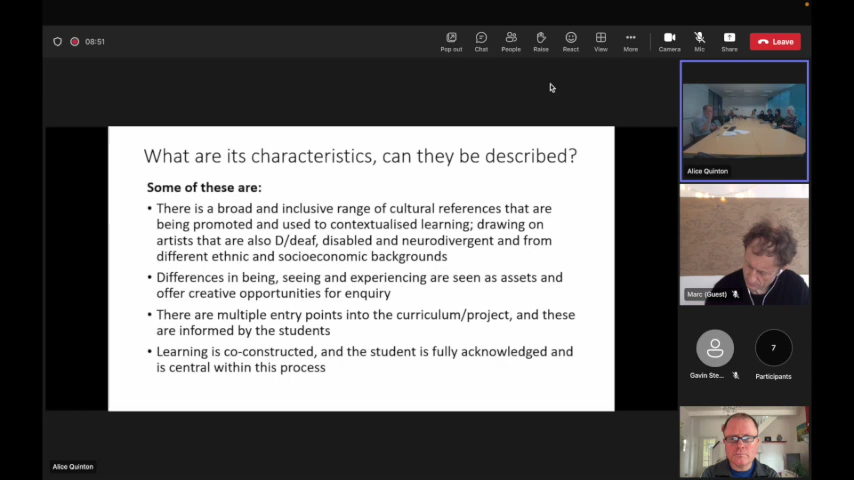 08:51
Pop out
Chat
People
Raise
React
View
More
Camera
Mic
Share
Leave
What are its characteristics, can they be described?
Some of these are:
• There is a broad and inclusive range of cultural references that are
being promoted and used to contextualised learning; drawing on
artists that are also D/deaf, disabled and neurodivergent and from
different ethnic and socioeconomic backgrounds
• Differences in being, seeing and experiencing are seen as assets and
offer creative opportunities for enquiry
• There are multiple entry points into the curriculum/project, and these
are informed by the students
• Learning is co-constructed, and the student is fully acknowledged and
is central within this process
Alice Quinton
Marc (Guest)
Gavin Ste...
7
Participants
Alice Quinton